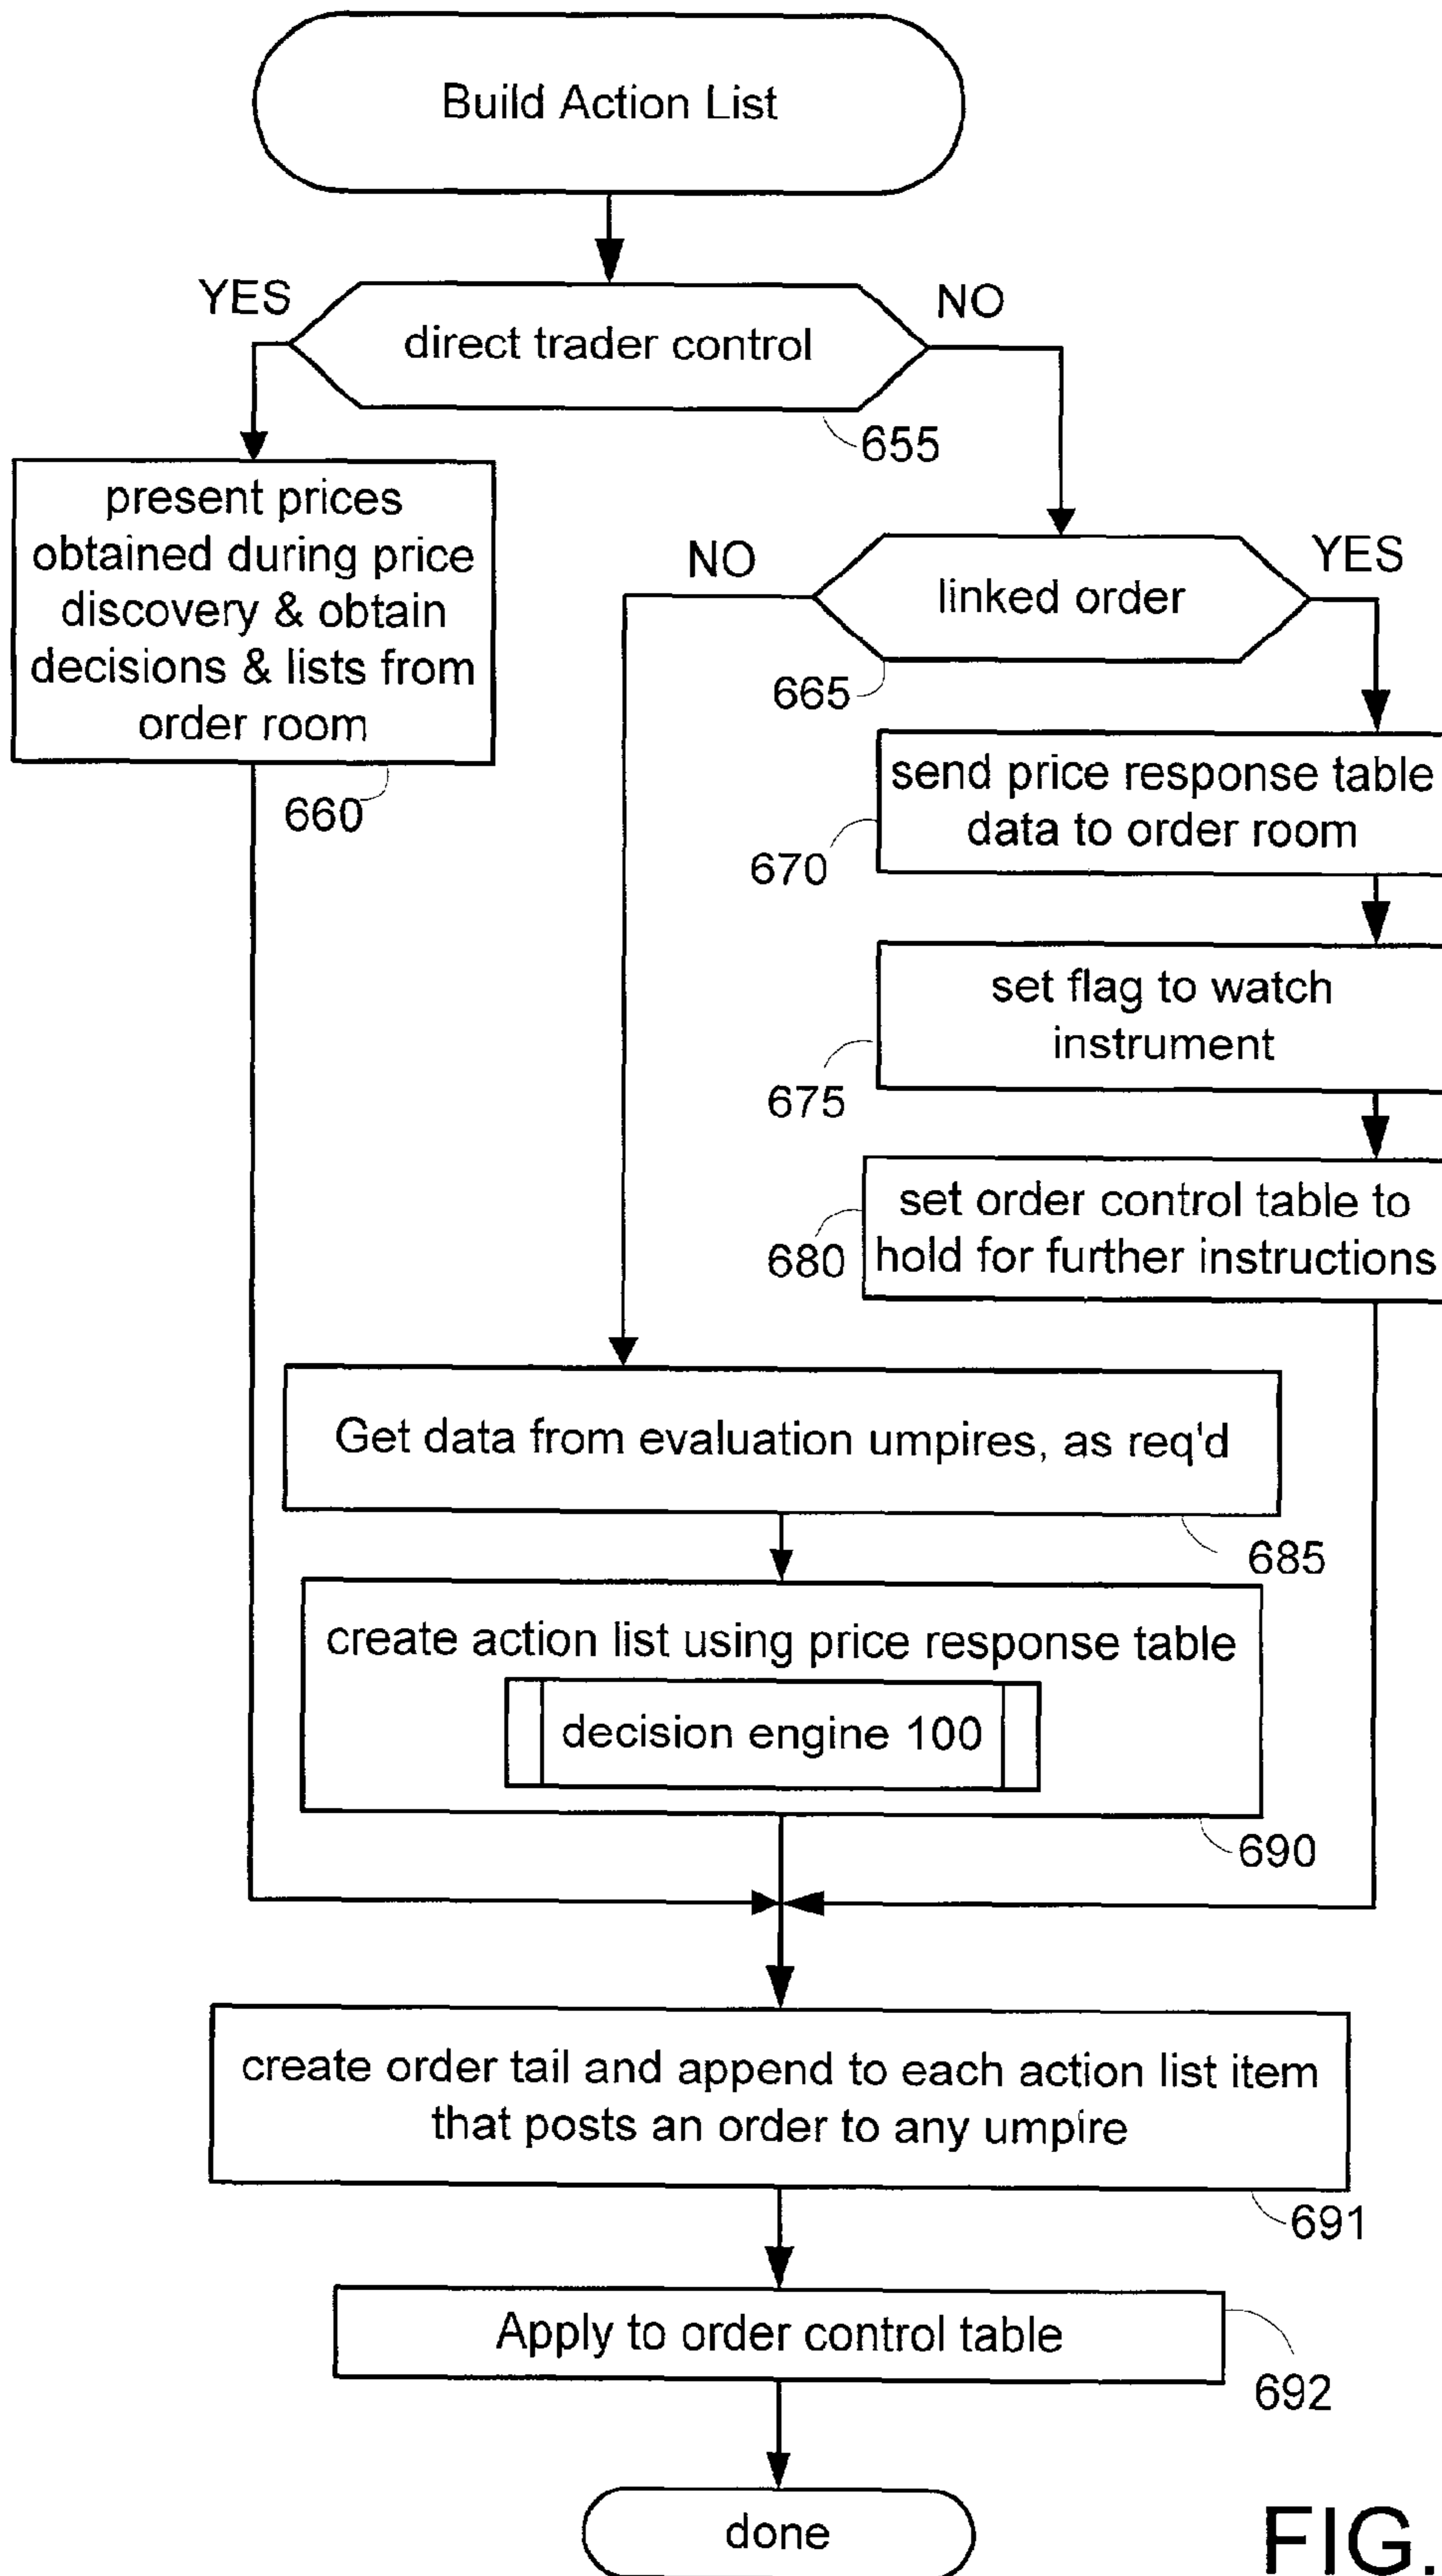 Build Action List
YES
NO
direct trader control
655
present prices
obtained during price
discovery & obtain
decisions & lists from
order room
660
NO
YES
linked order
665
send price response table
data to order room
670
set flag to watch
instrument
675
set order control table to
hold for further instructions
680
Get data from evaluation umpires, as req'd
685
create action list using price response table
decision engine 100
690
create order tail and append to each action list item
that posts an order to any umpire
691
Apply to order control table
692
done
FIG.